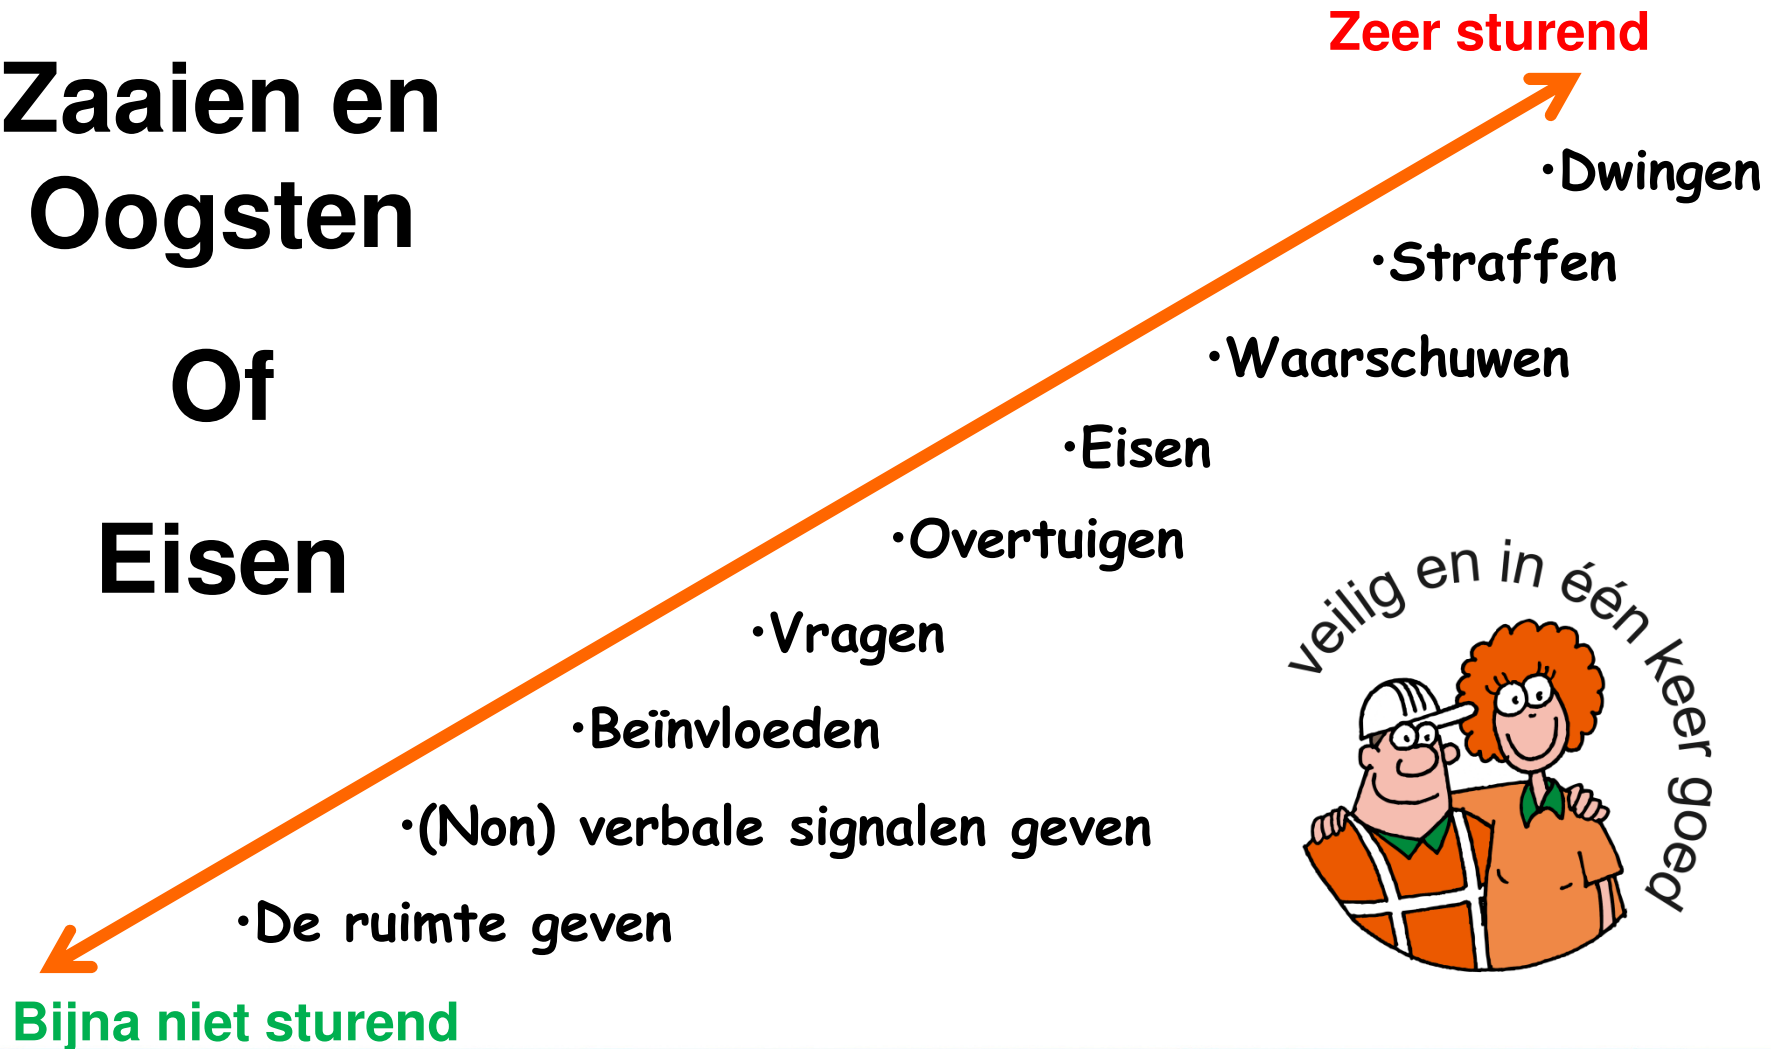 Zeer sturend
Zaaien en
Oogsten
Of
Eisen
•Dwingen
•Straffen
•Waarschuwen
•Eisen
•Overtuigen
•Vragen
•Beïnvloeden
•(Non) verbale signalen geven
•De ruimte geven
Bijna niet sturend
veilig en in één keer goed